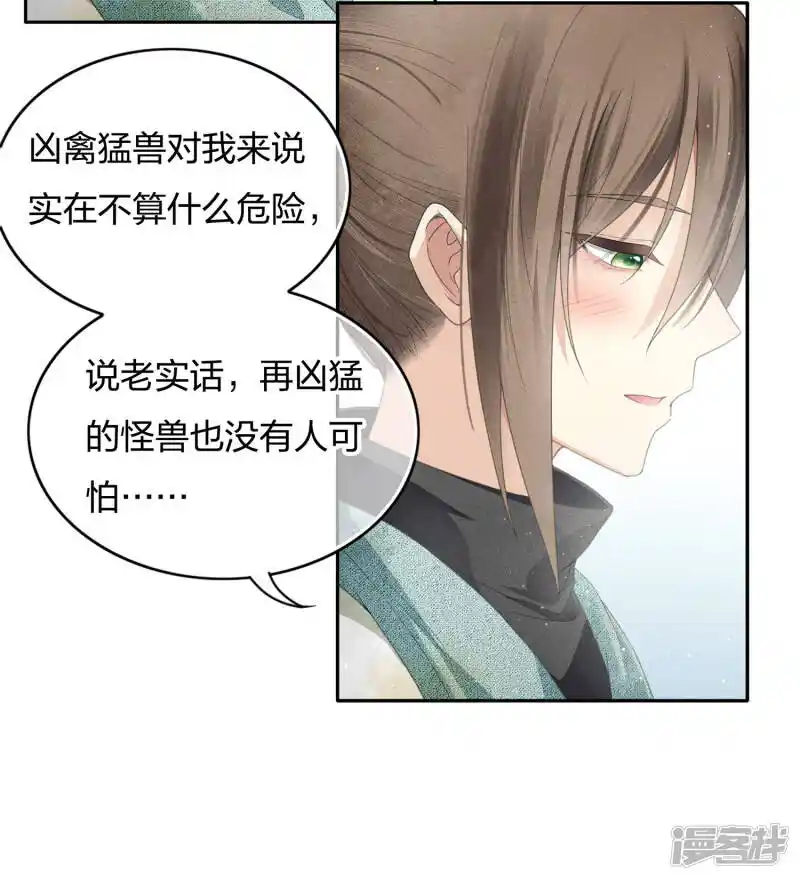 凶禽猛兽对我来说
实在不算什么危险，
说老实话，再凶猛
的怪兽也没有人可
怕……
漫客栈